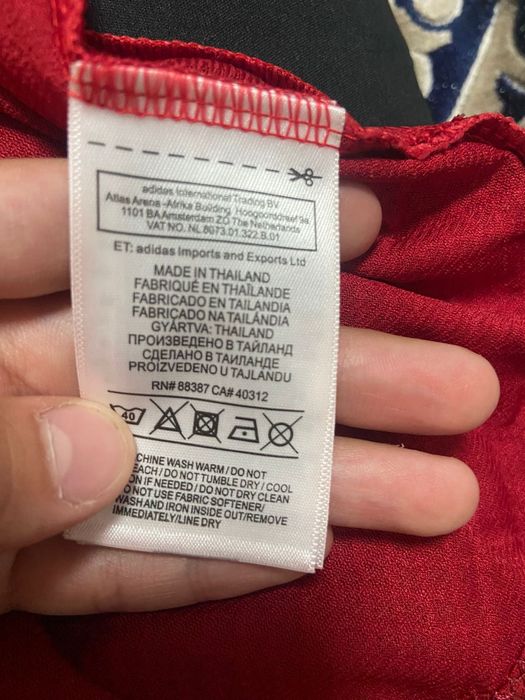 adidas International Trading BV
Atlas Arena -Afrika Building Hoogoorddreef 9a
1101 BA Amsterdam ZO The Netherlands
VAT NO. NL 8073.01.322.B.01
ET: adidas Imports and Exports Ltd
MADE IN THAILAND
FABRIQUÉ EN THAÏLANDE
FABRICADO EN TAILANDIA
FABRICADO NA TAILÂNDIA
GYÁRTVA: THAILAND
ПРОИЗВЕДЕНО В ТАЙЛАНД
СДЕЛАНО В ТАИЛАНДЕ
PROIZVEDENO U TAJLANDU
RN# 88387 CA# 40312
40
CHINE WASH WARM / DO NOT
EACH / DO NOT TUMBLE DRY / COOL
ON IF NEEDED / DO NOT DRY CLEAN
DO NOT USE FABRIC SOFTENER/
WASH AND IRON INSIDE OUT/REMOVE
IMMEDIATELY/LINE DRY